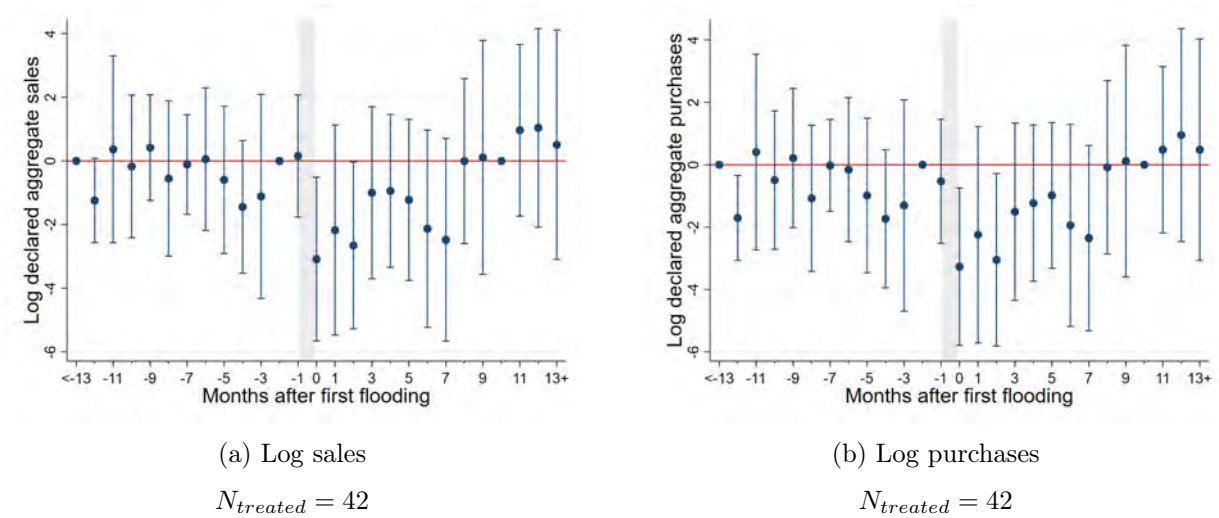 Log declared aggregate sales
4
2
0
-2
-4
-6
<-13 -11 -9 -7 -5 -3 -1 0 1 3 5 7 9 11 13+
Months after first flooding
(a) Log sales
N_treated = 42
Log declared aggregate purchases
4
2
0
-2
-4
-6
<-13 -11 -9 -7 -5 -3 -1 0 1 3 5 7 9 11 13+
Months after first flooding
(b) Log purchases
N_treated = 42